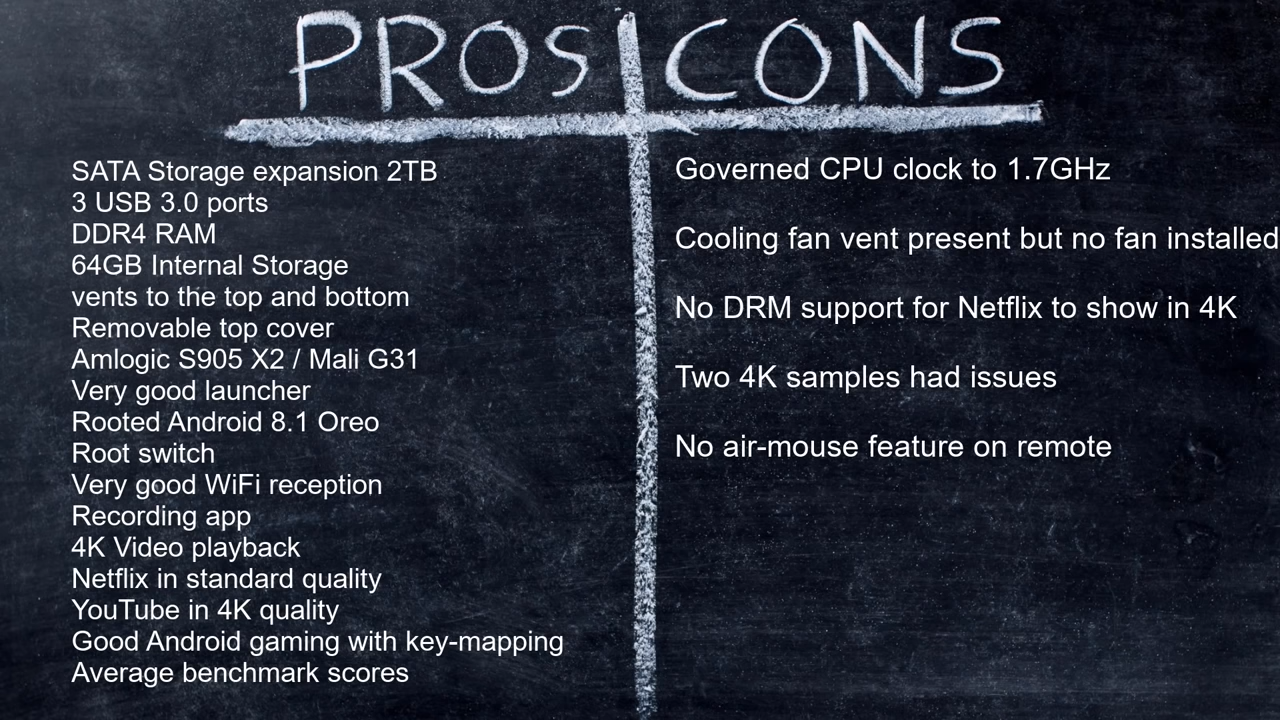 PROS CONS
SATA Storage expansion 2TB
3 USB 3.0 ports
DDR4 RAM
64GB Internal Storage
vents to the top and bottom
Removable top cover
Amlogic S905 X2 / Mali G31
Very good launcher
Rooted Android 8.1 Oreo
Root switch
Very good WiFi reception
Recording app
4K Video playback
Netflix in standard quality
YouTube in 4K quality
Good Android gaming with key-mapping
Average benchmark scores
Governed CPU clock to 1.7GHz
Cooling fan vent present but no fan installed
No DRM support for Netflix to show in 4K
Two 4K samples had issues
No air-mouse feature on remote